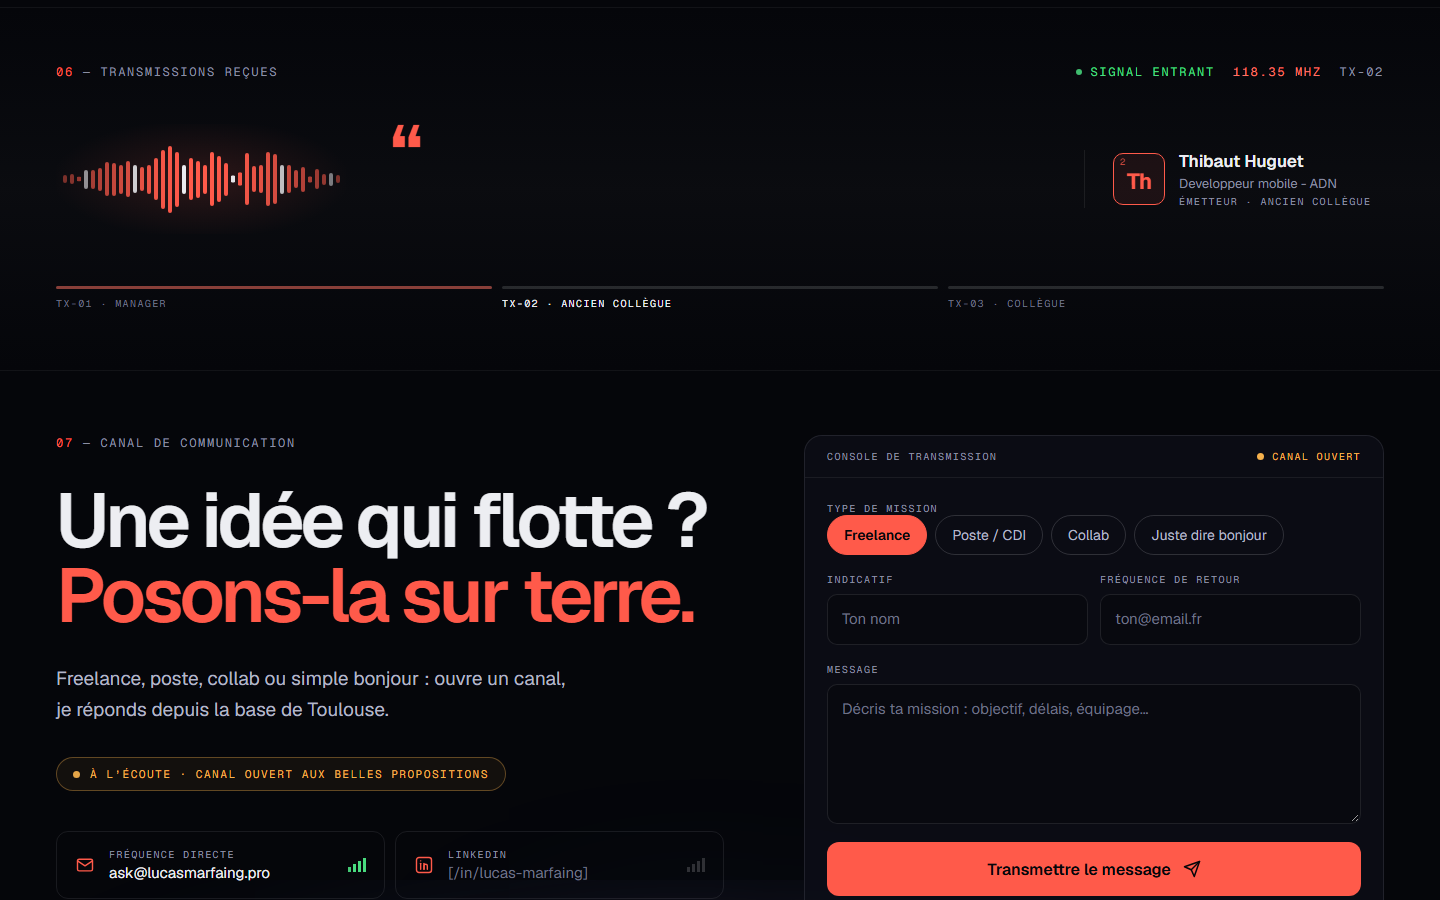 06 — TRANSMISSIONS REÇUES
SIGNAL ENTRANT 118.35 MHZ TX-02
❝
2
Th
Thibaut Huguet
Developpeur mobile - ADN
ÉMETTEUR · ANCIEN COLLÈGUE
TX-01 · MANAGER
TX-02 · ANCIEN COLLÈGUE
TX-03 · COLLÈGUE
07 — CANAL DE COMMUNICATION
Une idée qui flotte ?
Posons-la sur terre.
Freelance, poste, collab ou simple bonjour : ouvre un canal,
je réponds depuis la base de Toulouse.
À L'ÉCOUTE · CANAL OUVERT AUX BELLES PROPOSITIONS
FRÉQUENCE DIRECTE
ask@lucasmarfaing.pro
LINKEDIN
[/in/lucas-marfaing]
CONSOLE DE TRANSMISSION
CANAL OUVERT
TYPE DE MISSION
Freelance
Poste / CDI
Collab
Juste dire bonjour
INDICATIF
FRÉQUENCE DE RETOUR
Ton nom
ton@email.fr
MESSAGE
Décris ta mission : objectif, délais, équipage…
Transmettre le message